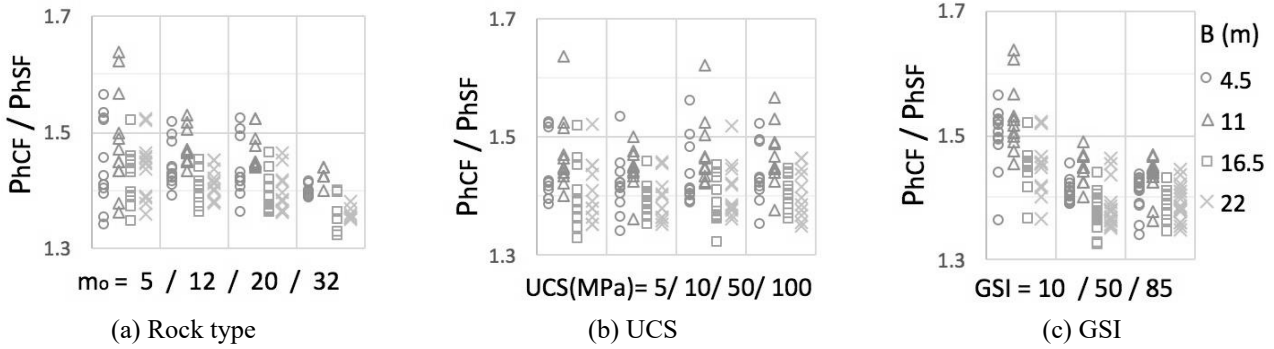 1.7
1.5
1.3
PhCF / PhSF
mo = 5 / 12 / 20 / 32
(a) Rock type
1.7
1.5
1.3
PhCF / PhSF
UCS(MPa)= 5/ 10/ 50/ 100
(b) UCS
1.7
1.5
1.3
PhCF / PhSF
GSI = 10 / 50 / 85
(c) GSI
B (m)
4.5
11
16.5
22